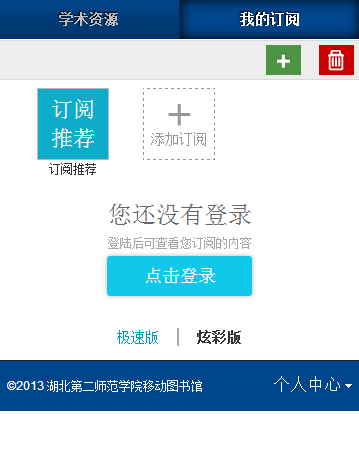 学术资源 我的订阅
订阅
推荐
添加订阅
订阅推荐
您还没有登录
登陆后可查看您订阅的内容
点击登录
极速版 | 炫彩版
©2013 湖北第二师范学院移动图书馆 个人中心